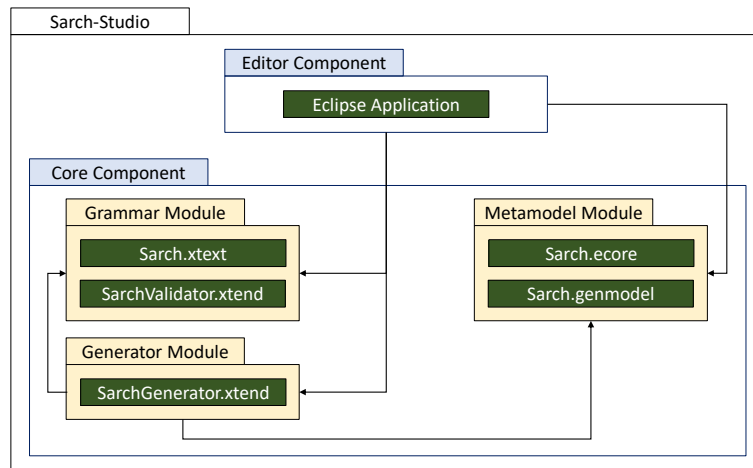 Sarch-Studio
Editor Component
Eclipse Application
Core Component
Grammar Module
Sarch.xtext
SarchValidator.xtend
Metamodel Module
Sarch.ecore
Sarch.genmodel
Generator Module
SarchGenerator.xtend